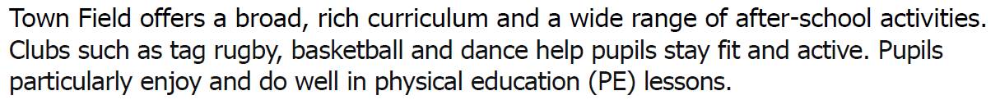 Town Field offers a broad, rich curriculum and a wide range of after-school activities.
Clubs such as tag rugby, basketball and dance help pupils stay fit and active. Pupils
particularly enjoy and do well in physical education (PE) lessons.